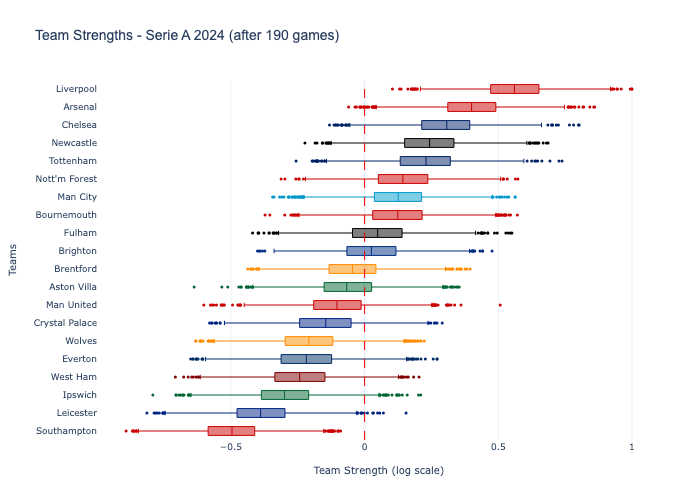 Team Strengths - Serie A 2024 (after 190 games)
Liverpool
Arsenal
Chelsea
Newcastle
Tottenham
Nott'm Forest
Man City
Bournemouth
Fulham
Brighton
Brentford
Aston Villa
Man United
Crystal Palace
Wolves
Everton
West Ham
Ipswich
Leicester
Southampton
Teams
−0.5
0
0.5
1
Team Strength (log scale)